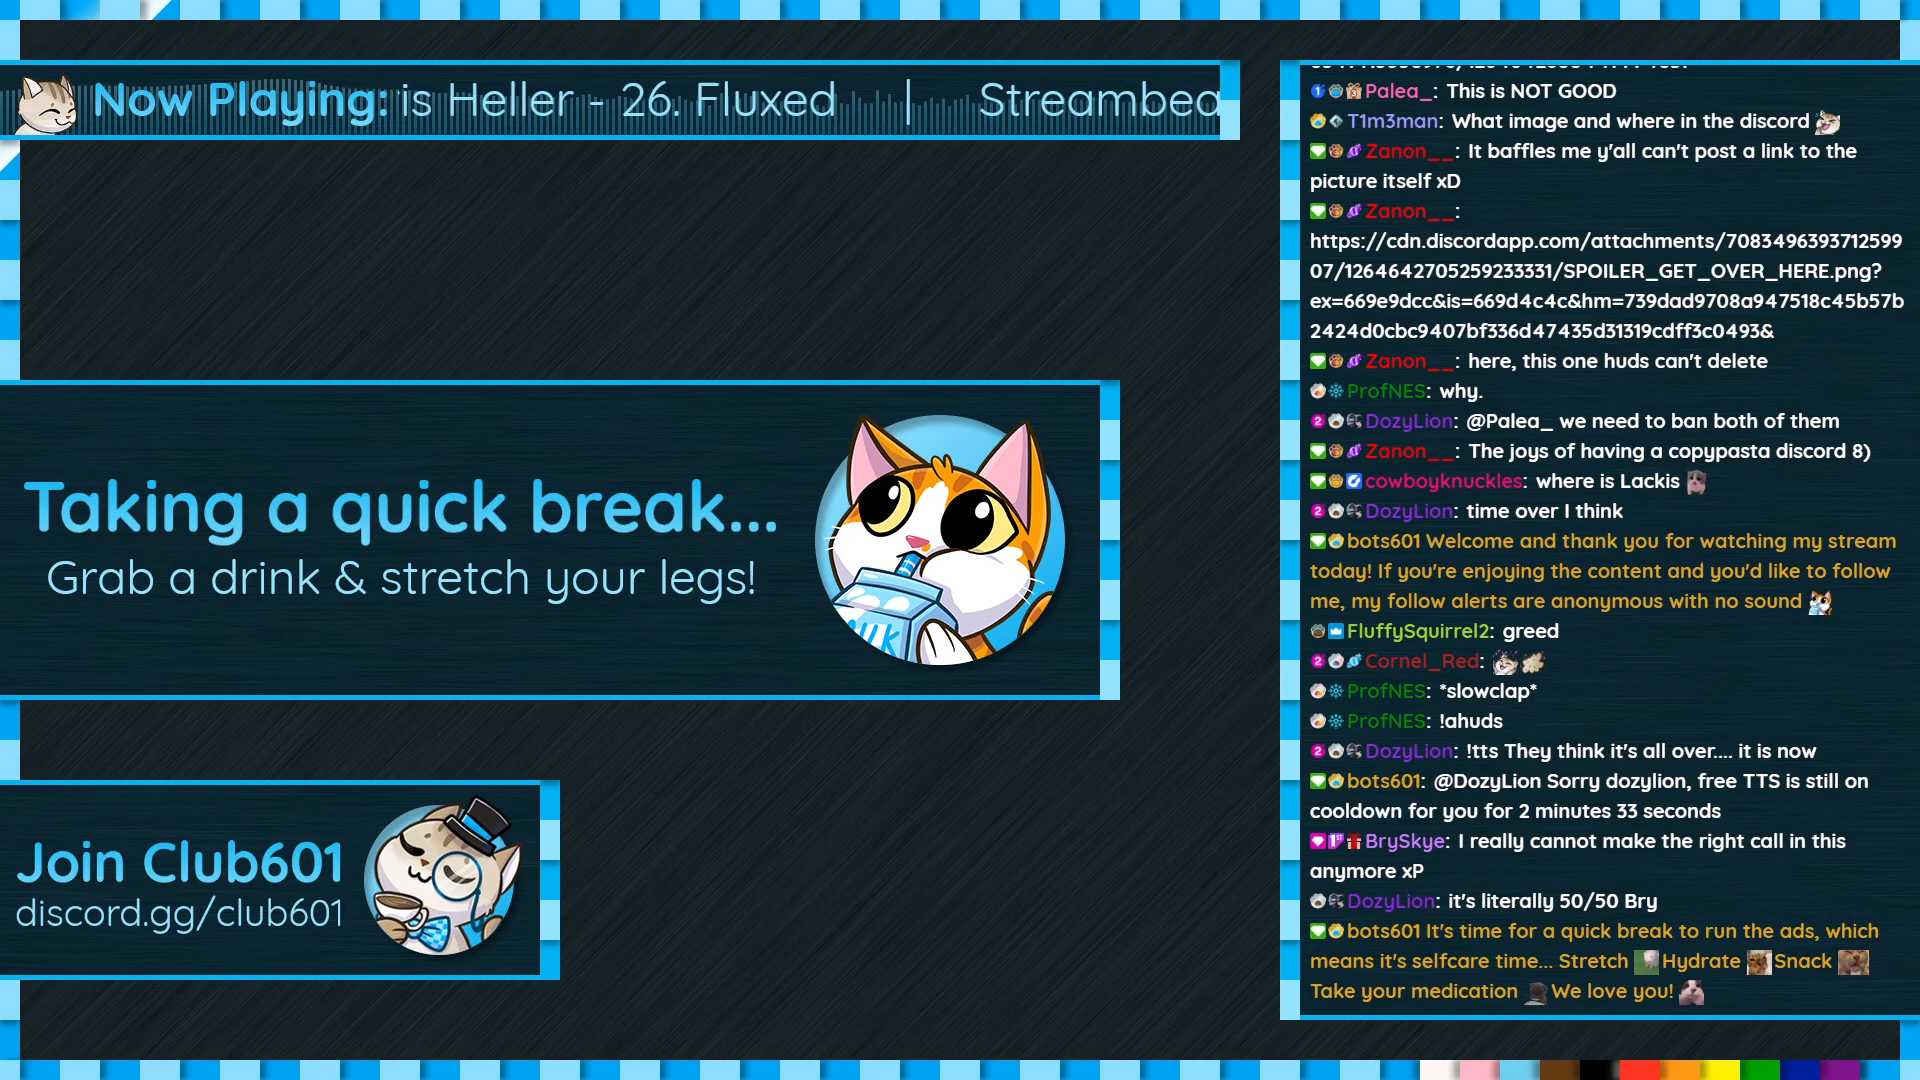 Now Playing: is Heller - 26. Fluxed | Streambea
Taking a quick break...
Grab a drink & stretch your legs!
MILK
Join Club601
discord.gg/club601
Palea_: This is NOT GOOD
T1m3man: What image and where in the discord
Zanon__: It baffles me y'all can't post a link to the
picture itself xD
Zanon__:
https://cdn.discordapp.com/attachments/7083496393712599
07/1264642705259233331/SPOILER_GET_OVER_HERE.png?
ex=669e9dcc&is=669d4c4c&hm=739dad9708a947518c45b57b
2424d0cbc9407bf336d47435d31319cdff3c0493&
Zanon__: here, this one huds can't delete
ProfNES: why.
DozyLion: @Palea_ we need to ban both of them
Zanon__: The joys of having a copypasta discord 8)
cowboyknuckles: where is Lackis
DozyLion: time over I think
bots601 Welcome and thank you for watching my stream
today! If you're enjoying the content and you'd like to follow
me, my follow alerts are anonymous with no sound
FluffySquirrel2: greed
Cornel_Red:
ProfNES: *slowclap*
ProfNES: !ahuds
DozyLion: !tts They think it's all over.... it is now
bots601: @DozyLion Sorry dozylion, free TTS is still on
cooldown for you for 2 minutes 33 seconds
BrySkye: I really cannot make the right call in this
anymore xP
DozyLion: it's literally 50/50 Bry
bots601 It's time for a quick break to run the ads, which
means it's selfcare time... Stretch Hydrate Snack
Take your medication We love you!